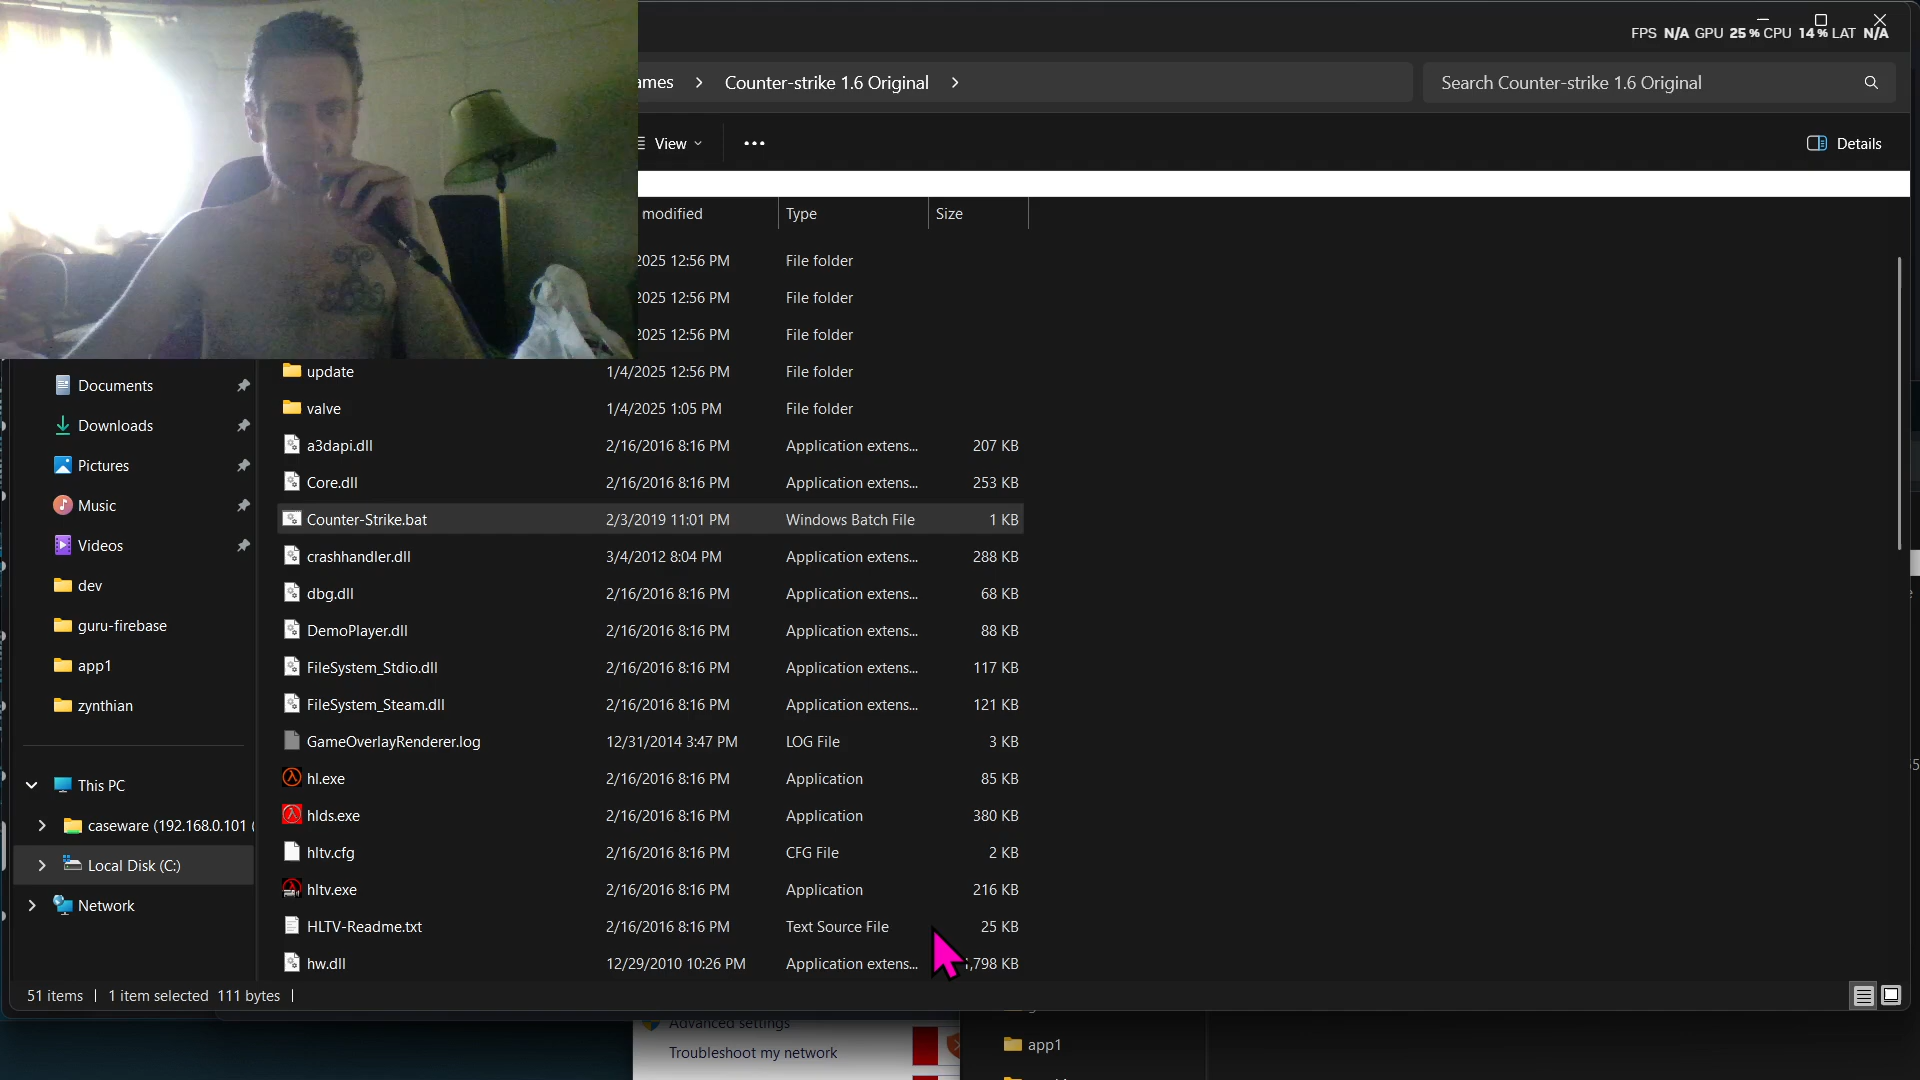 FPS N/A GPU 25 % CPU 14 % LAT N/A
ames > Counter-strike 1.6 Original >
Search Counter-strike 1.6 Original
View
Details
modified Type Size
2025 12:56 PM File folder
2025 12:56 PM File folder
2025 12:56 PM File folder
update 1/4/2025 12:56 PM File folder
valve 1/4/2025 1:05 PM File folder
a3dapi.dll 2/16/2016 8:16 PM Application extens... 207 KB
Core.dll 2/16/2016 8:16 PM Application extens... 253 KB
Counter-Strike.bat 2/3/2019 11:01 PM Windows Batch File 1 KB
crashhandler.dll 3/4/2012 8:04 PM Application extens... 288 KB
dbg.dll 2/16/2016 8:16 PM Application extens... 68 KB
DemoPlayer.dll 2/16/2016 8:16 PM Application extens... 88 KB
FileSystem_Stdio.dll 2/16/2016 8:16 PM Application extens... 117 KB
FileSystem_Steam.dll 2/16/2016 8:16 PM Application extens... 121 KB
GameOverlayRenderer.log 12/31/2014 3:47 PM LOG File 3 KB
hl.exe 2/16/2016 8:16 PM Application 85 KB
hlds.exe 2/16/2016 8:16 PM Application 380 KB
hltv.cfg 2/16/2016 8:16 PM CFG File 2 KB
hltv.exe 2/16/2016 8:16 PM Application 216 KB
HLTV-Readme.txt 2/16/2016 8:16 PM Text Source File 25 KB
hw.dll 12/29/2010 10:26 PM Application extens... ,798 KB
Documents
Downloads
Pictures
Music
Videos
dev
guru-firebase
app1
zynthian
This PC
caseware (192.168.0.101 (
Local Disk (C:)
Network
51 items | 1 item selected 111 bytes |
Advanced settings
Troubleshoot my network
app1